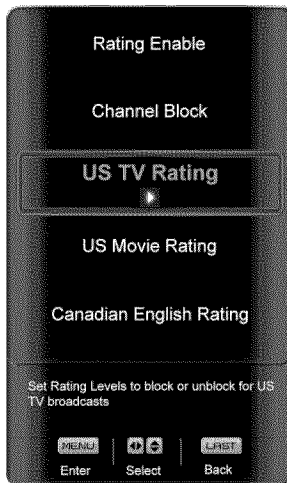 Rating Enable
Channel Block
US TV Rating
US Movie Rating
Canadian English Rating
Set Rating Levels to block or unblock for US
TV broadcasts
MENU LAST
Enter Select Back